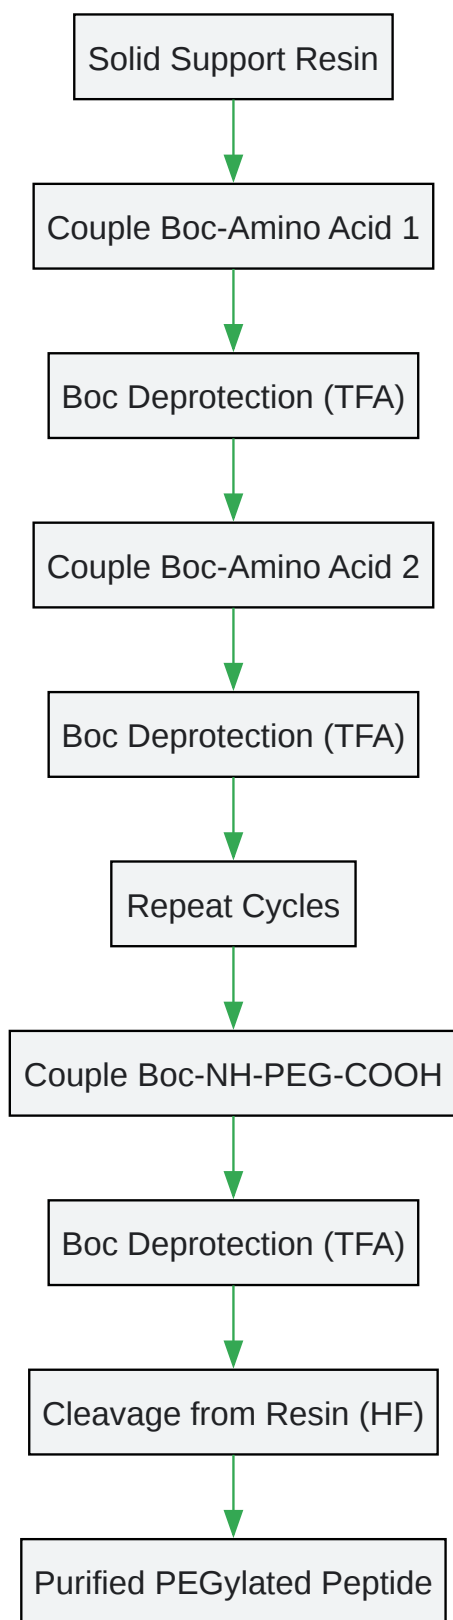 Solid Support Resin
Couple Boc-Amino Acid 1
Boc Deprotection (TFA)
Couple Boc-Amino Acid 2
Boc Deprotection (TFA)
Repeat Cycles
Couple Boc-NH-PEG-COOH
Boc Deprotection (TFA)
Cleavage from Resin (HF)
Purified PEGylated Peptide